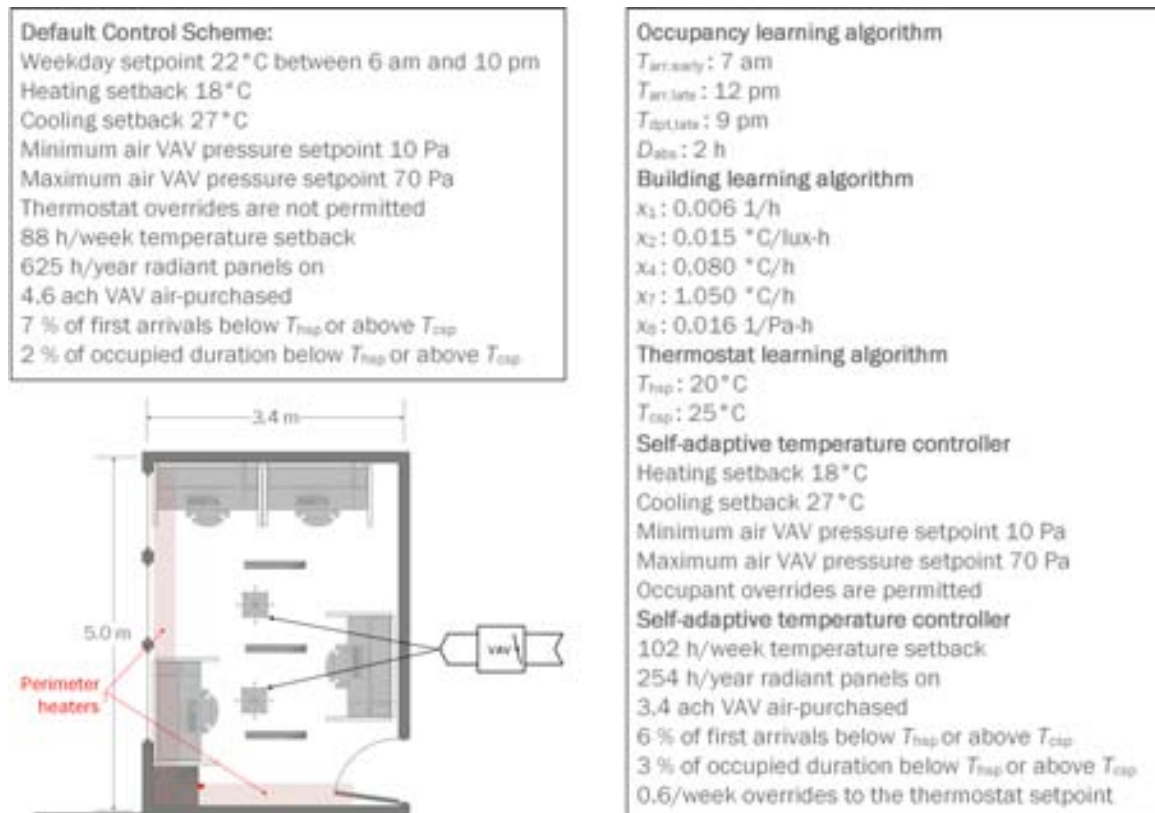 Default Control Scheme:
Weekday setpoint 22°C between 6 am and 10 pm
Heating setback 18°C
Cooling setback 27°C
Minimum air VAV pressure setpoint 10 Pa
Maximum air VAV pressure setpoint 70 Pa
Thermostat overrides are not permitted
88 h/week temperature setback
625 h/year radiant panels on
4.6 ach VAV air-purchased
7 % of first arrivals below Thsp or above Tcsp
2 % of occupied duration below Thsp or above Tcsp
3.4 m
5.0 m
VAV
Perimeter
heaters
Occupancy learning algorithm
Tarr,early: 7 am
Tarr,late: 12 pm
Tdpt,late: 9 pm
Dabs: 2 h
Building learning algorithm
x1: 0.006 1/h
x2: 0.015 °C/lux-h
x4: 0.080 °C/h
x7: 1.050 °C/h
x8: 0.016 1/Pa-h
Thermostat learning algorithm
Thsp: 20°C
Tcsp: 25°C
Self-adaptive temperature controller
Heating setback 18°C
Cooling setback 27°C
Minimum air VAV pressure setpoint 10 Pa
Maximum air VAV pressure setpoint 70 Pa
Occupant overrides are permitted
Self-adaptive temperature controller
102 h/week temperature setback
254 h/year radiant panels on
3.4 ach VAV air-purchased
6 % of first arrivals below Thsp or above Tcsp
3 % of occupied duration below Thsp or above Tcsp
0.6/week overrides to the thermostat setpoint